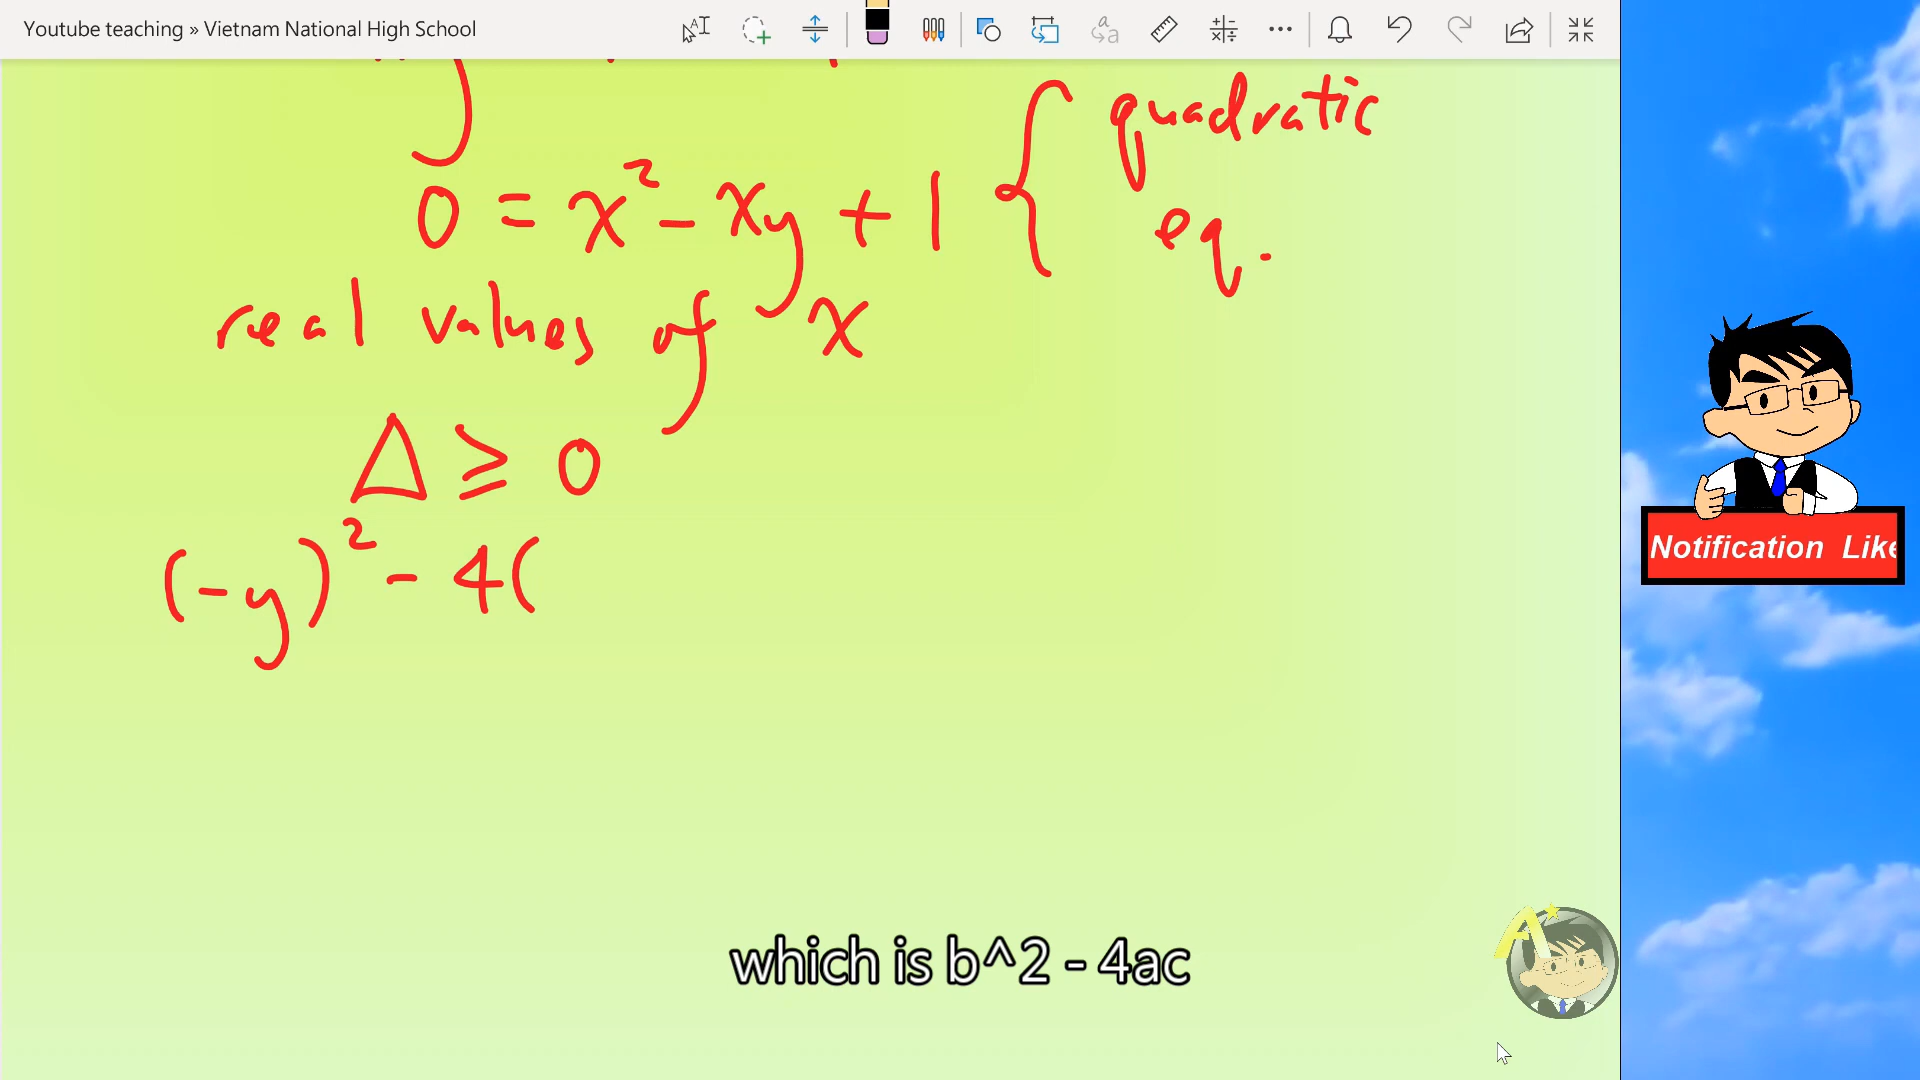 Youtube teaching » Vietnam National High School
0 = x² - xy + 1 { quadratic
eq.
real values of x
Δ ≥ 0
(-y)² - 4(
Notification Like
which is b^2 - 4ac
A